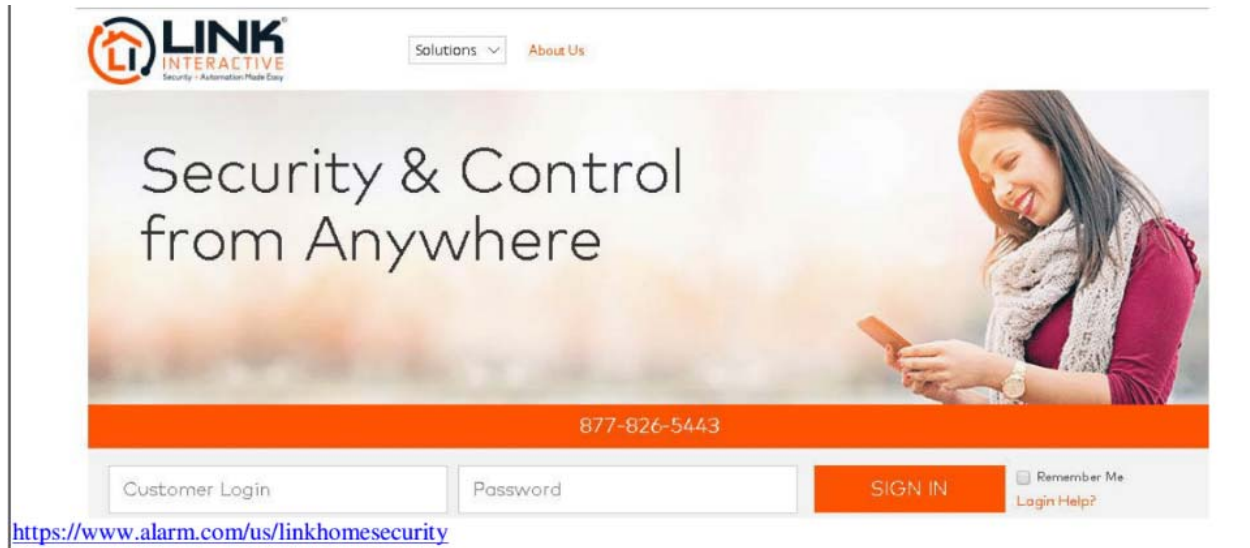 LINK®
INTERACTIVE
Security + Automation Made Easy
Solutions
About Us
Security & Control
from Anywhere
877-826-5443
Customer Login
Password
SIGN IN
Remember Me
Login Help?
https://www.alarm.com/us/linkhomesecurity